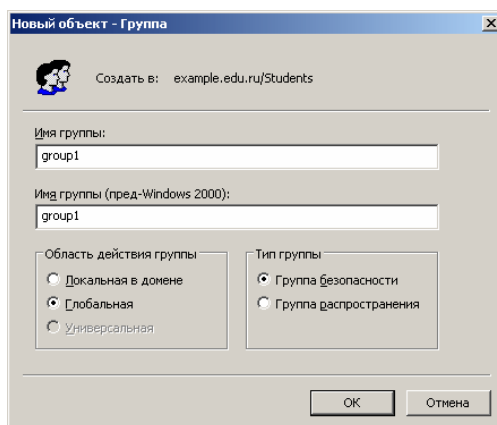 Новый объект - Группа
Создать в: example.edu.ru/Students
Имя группы:
group1
Имя группы (пред-Windows 2000):
group1
Область действия группы
Локальная в домене
Глобальная
Универсальная
Тип группы
Группа безопасности
Группа распространения
ОК
Отмена